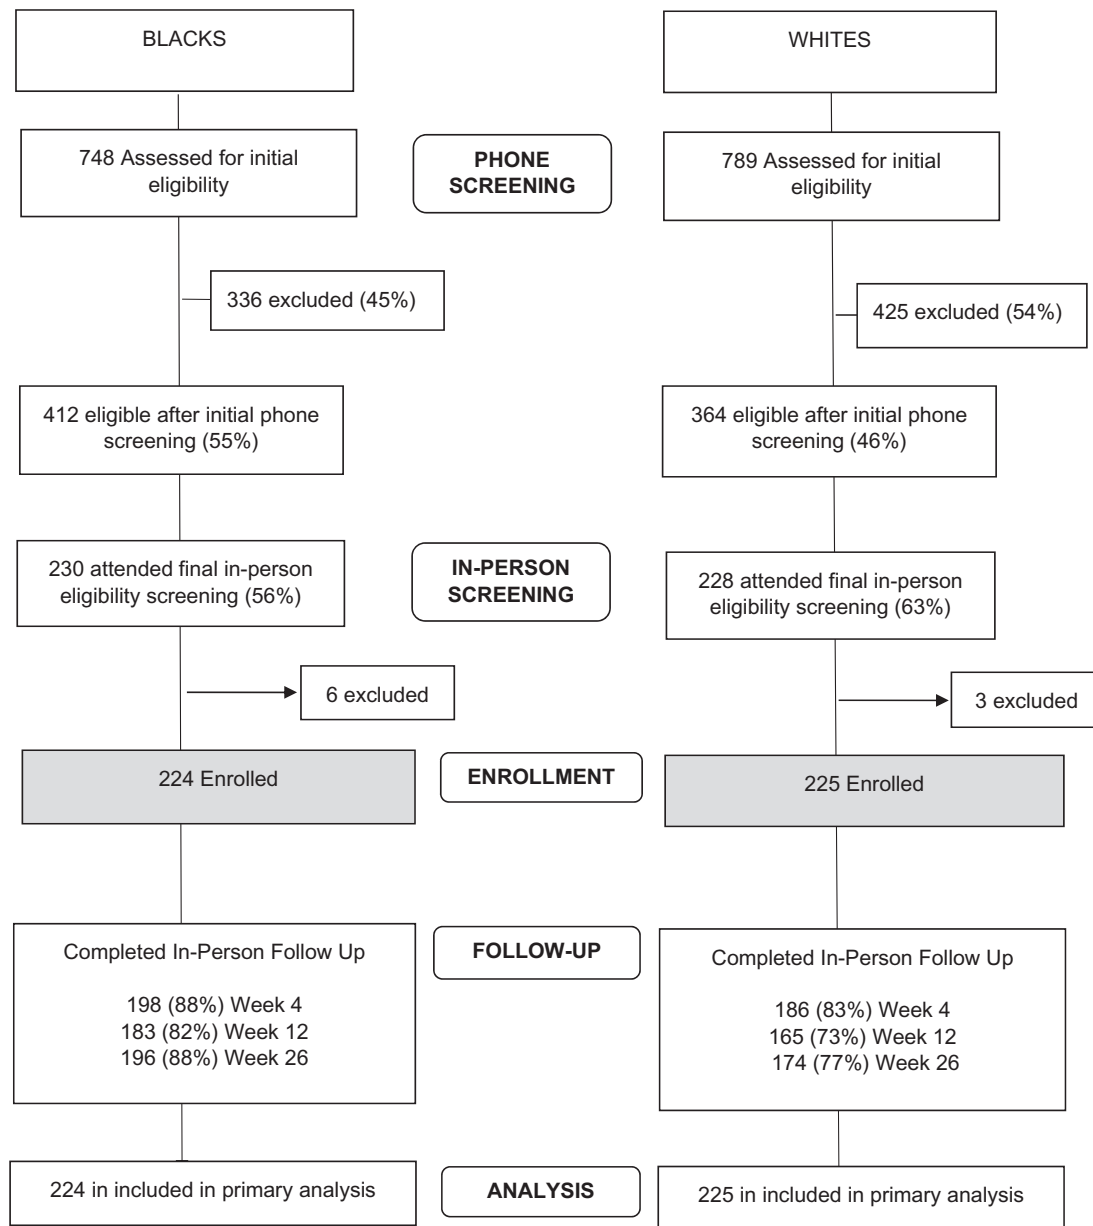 BLACKS
WHITES
748 Assessed for initial
eligibility
PHONE
SCREENING
789 Assessed for initial
eligibility
336 excluded (45%)
425 excluded (54%)
412 eligible after initial phone
screening (55%)
364 eligible after initial phone
screening (46%)
230 attended final in-person
eligibility screening (56%)
IN-PERSON
SCREENING
228 attended final in-person
eligibility screening (63%)
6 excluded
3 excluded
224 Enrolled
ENROLLMENT
225 Enrolled
Completed In-Person Follow Up
198 (88%) Week 4
183 (82%) Week 12
196 (88%) Week 26
FOLLOW-UP
Completed In-Person Follow Up
186 (83%) Week 4
165 (73%) Week 12
174 (77%) Week 26
224 in included in primary analysis
ANALYSIS
225 in included in primary analysis